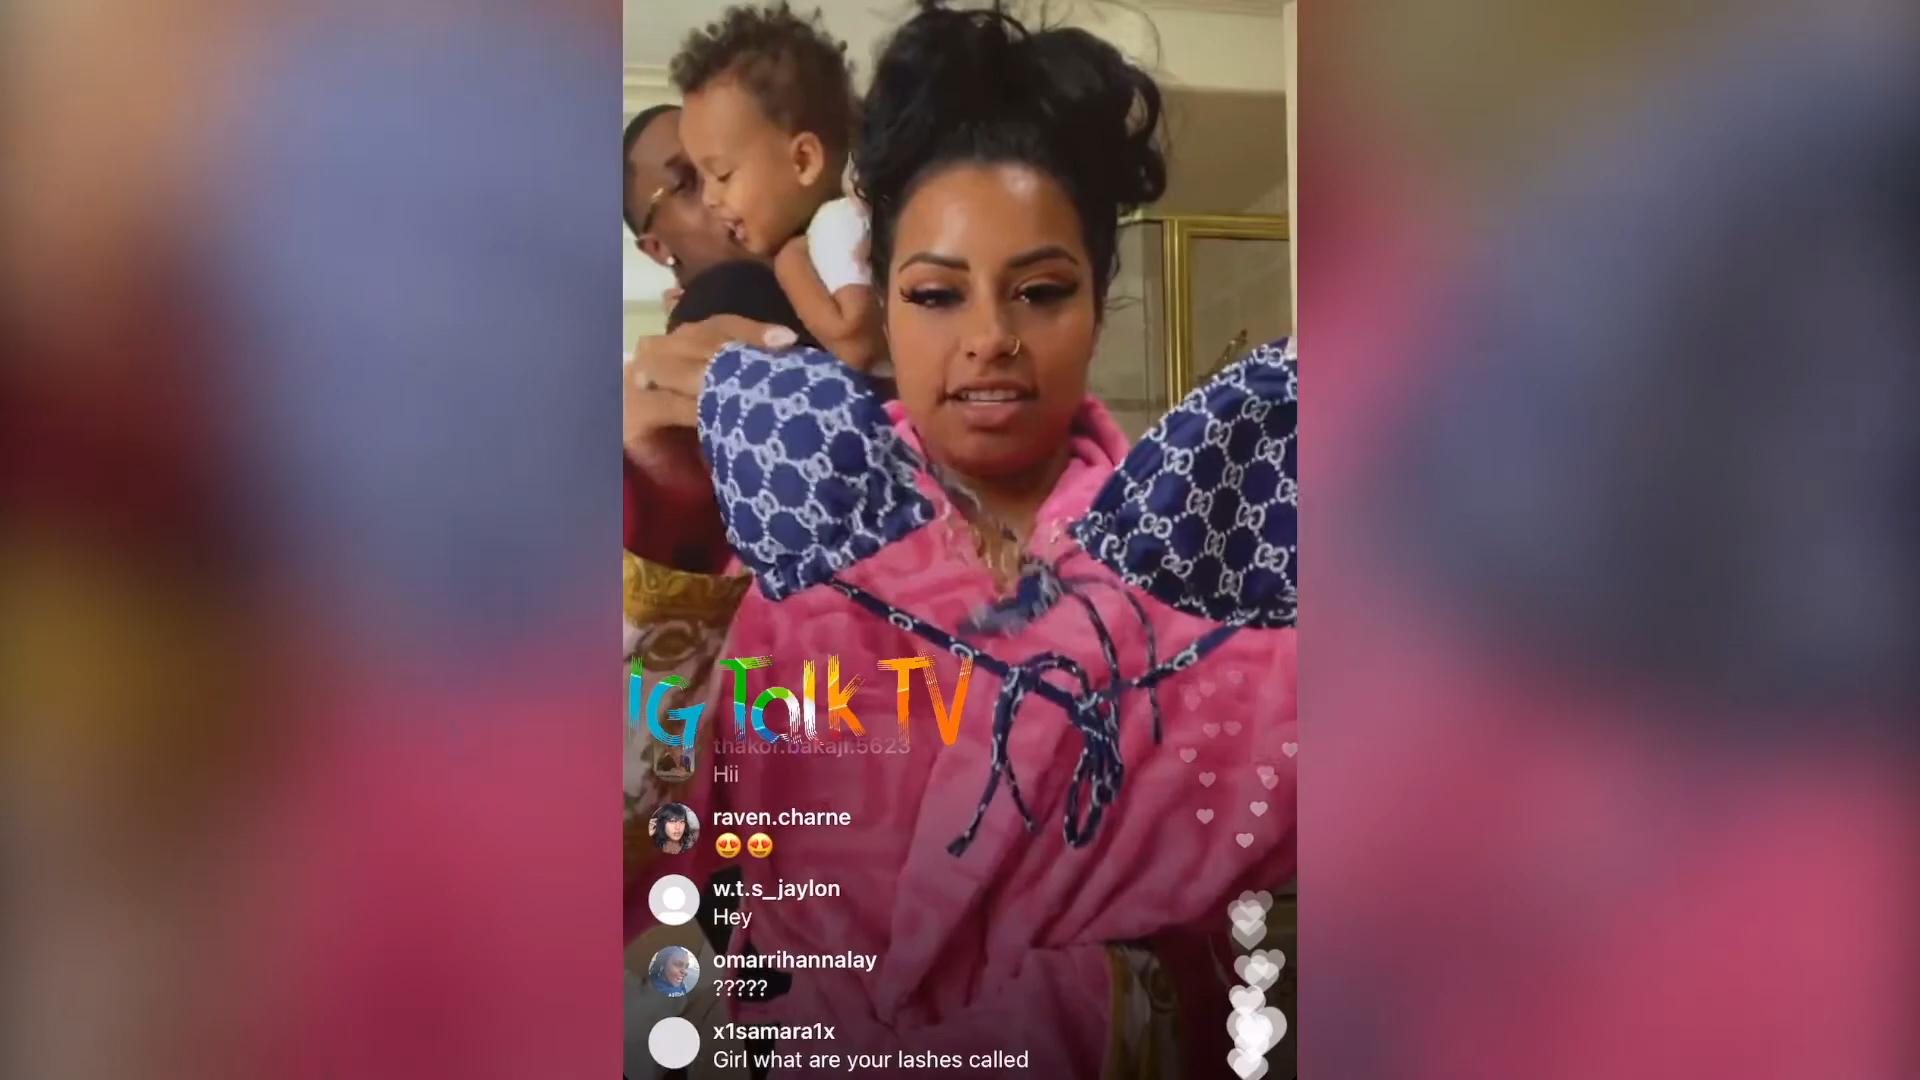 IG Talk TV
thakor.bakaji.5623
Hii
raven.charne
😍😍
w.t.s_jaylon
Hey
omarrihannalay
?????
x1samara1x
Girl what are your lashes called